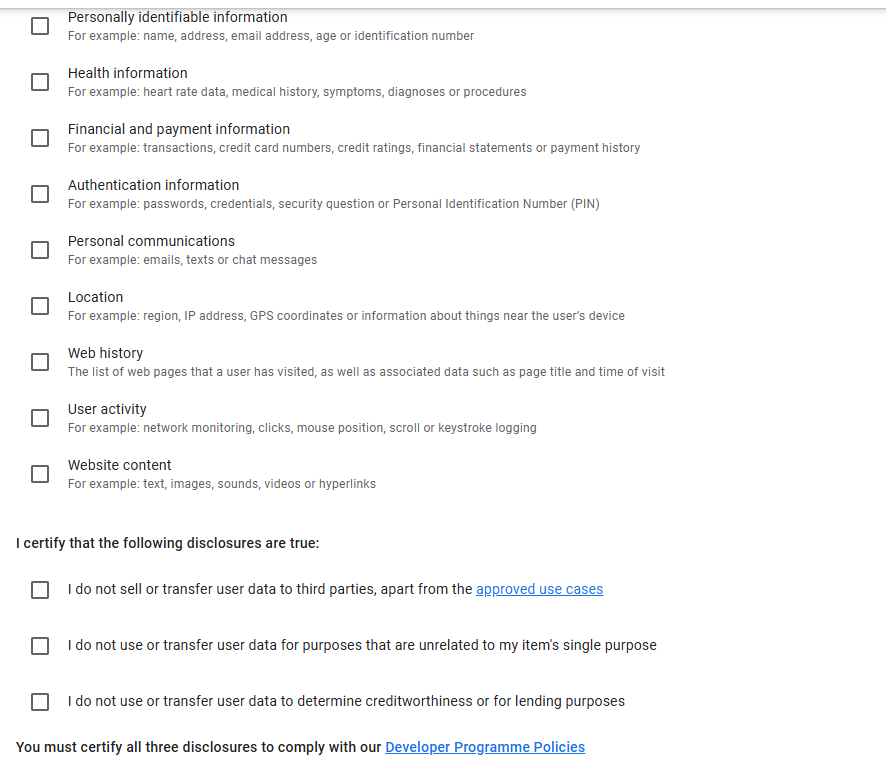 Personally identifiable information
For example: name, address, email address, age or identification number
Health information
For example: heart rate data, medical history, symptoms, diagnoses or procedures
Financial and payment information
For example: transactions, credit card numbers, credit ratings, financial statements or payment history
Authentication information
For example: passwords, credentials, security question or Personal Identification Number (PIN)
Personal communications
For example: emails, texts or chat messages
Location
For example: region, IP address, GPS coordinates or information about things near the user's device
Web history
The list of web pages that a user has visited, as well as associated data such as page title and time of visit
User activity
For example: network monitoring, clicks, mouse position, scroll or keystroke logging
Website content
For example: text, images, sounds, videos or hyperlinks
I certify that the following disclosures are true:
I do not sell or transfer user data to third parties, apart from the approved use cases
I do not use or transfer user data for purposes that are unrelated to my item's single purpose
I do not use or transfer user data to determine creditworthiness or for lending purposes
You must certify all three disclosures to comply with our Developer Programme Policies